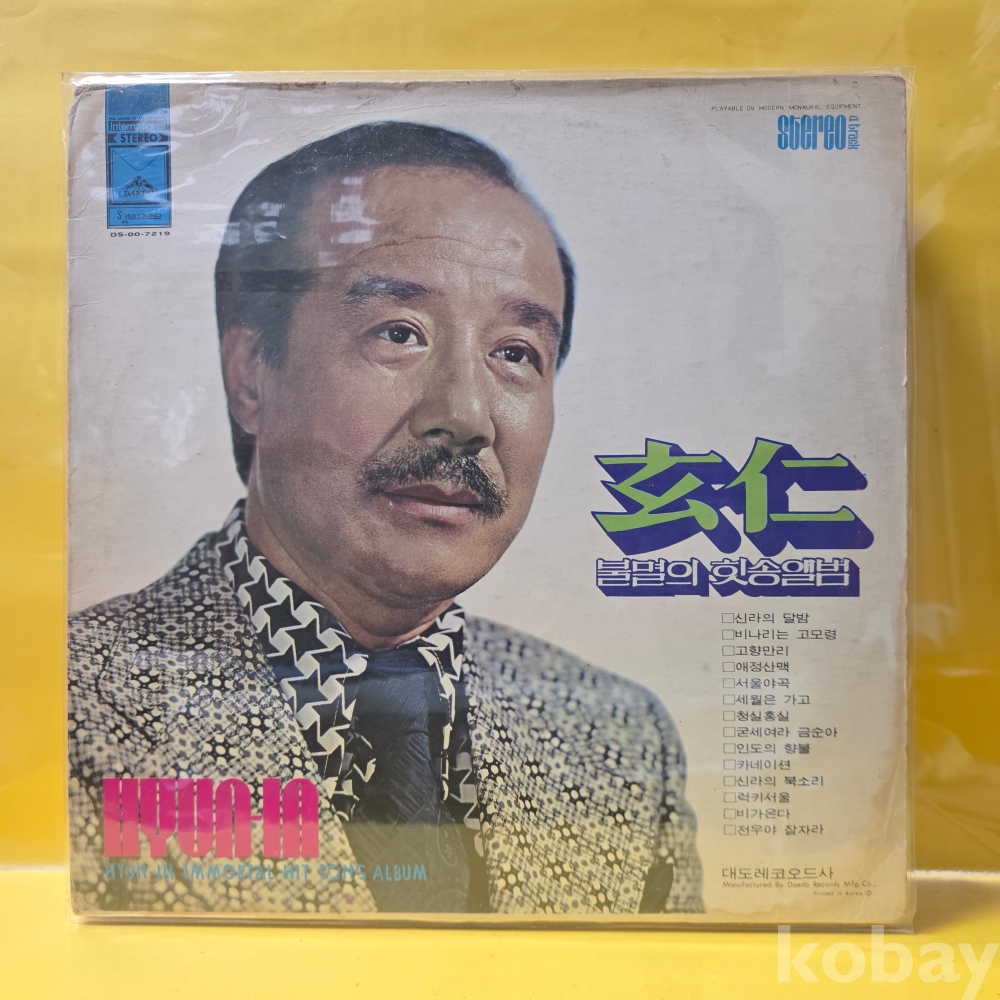 International
STEREO
DS-00-7219
PLAYABLE ON MODERN MONAURAL EQUIPMENT
stereo
玄仁
불멸의 힛송앨범
□신라의 달밤
□비나리는 고모령
□고향만리
□애정산맥
□서울야곡
□세월은 가고
□청실홍실
□굳세여라 금순아
□인도의 향불
□카네이션
□신라의 북소리
□럭키서울
□비가온다
□전우야 잘자라
HYUN-IN
HYUN-IN IMMORTAL HIT SONG ALBUM
대도레코오드사
Manufactured By Daedo Records Mfg.Co.,
Printed in Korea ⓟ
kobay